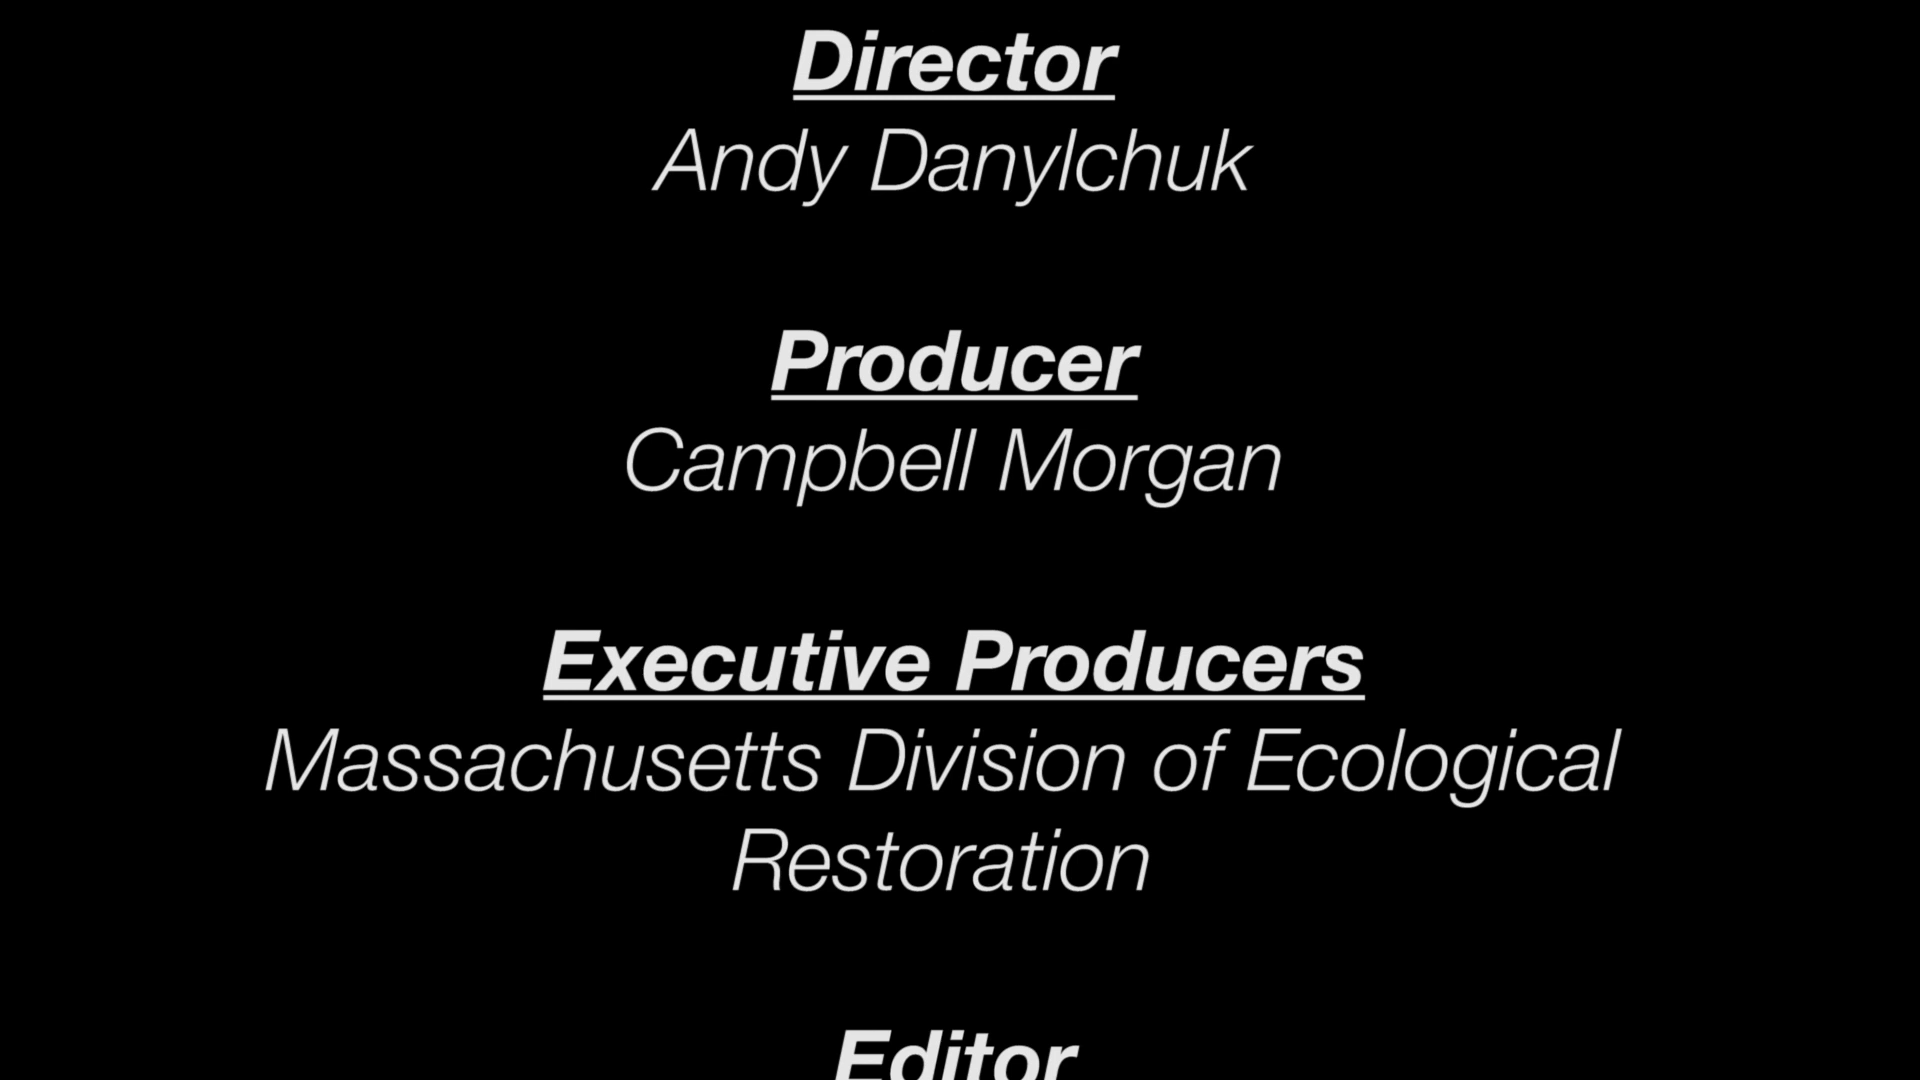 Director
Andy Danylchuk
Producer
Campbell Morgan
Executive Producers
Massachusetts Division of Ecological
Restoration
Editor